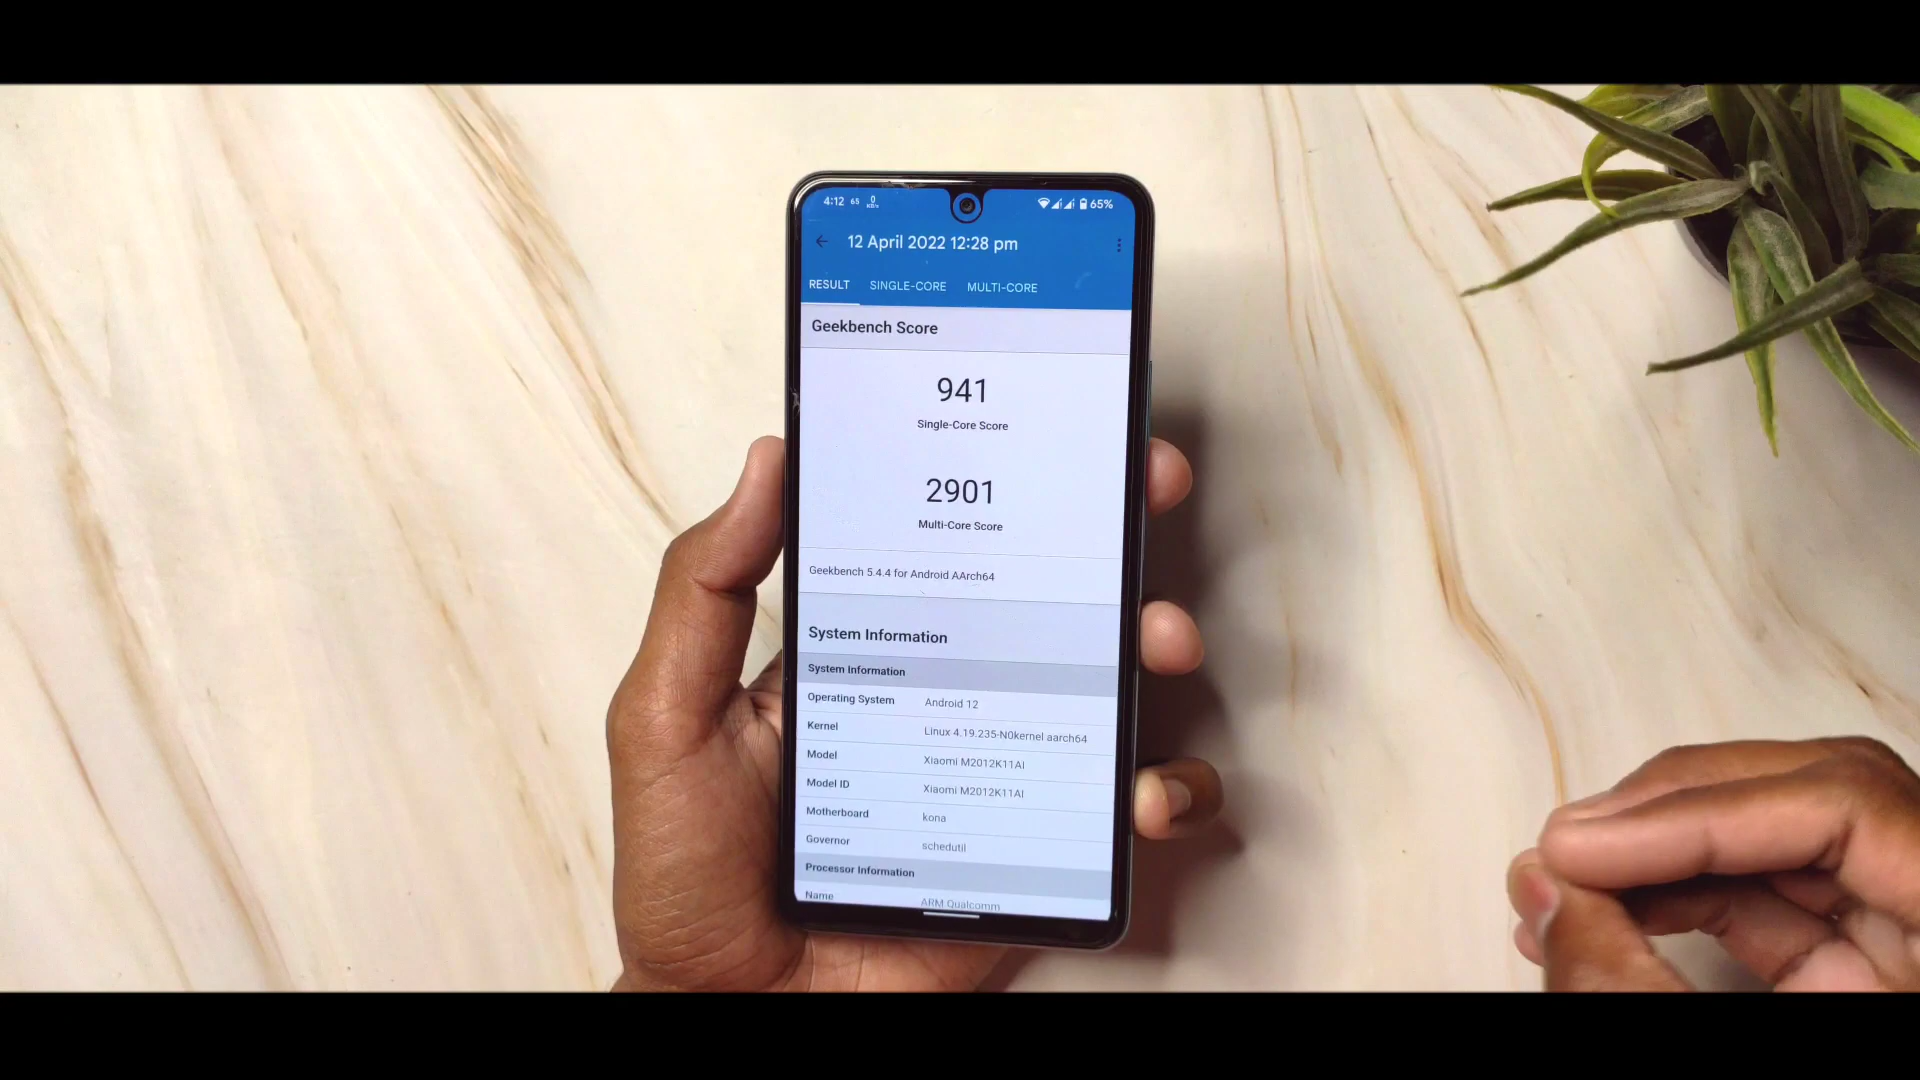 4:12 65 0 KB/s 65%
12 April 2022 12:28 pm
RESULT SINGLE-CORE MULTI-CORE
Geekbench Score
941
Single-Core Score
2901
Multi-Core Score
Geekbench 5.4.4 for Android AArch64
System Information
System Information
Operating System Android 12
Kernel Linux 4.19.235-N0kernel aarch64
Model Xiaomi M2012K11AI
Model ID Xiaomi M2012K11AI
Motherboard kona
Governor schedutil
Processor Information
Name ARM Qualcomm